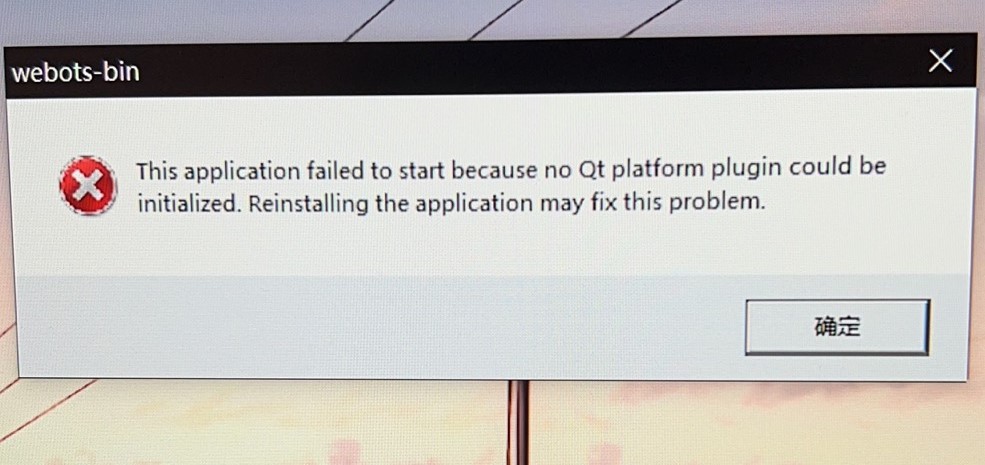 webots-bin
This application failed to start because no Qt platform plugin could be
initialized. Reinstalling the application may fix this problem.
确定